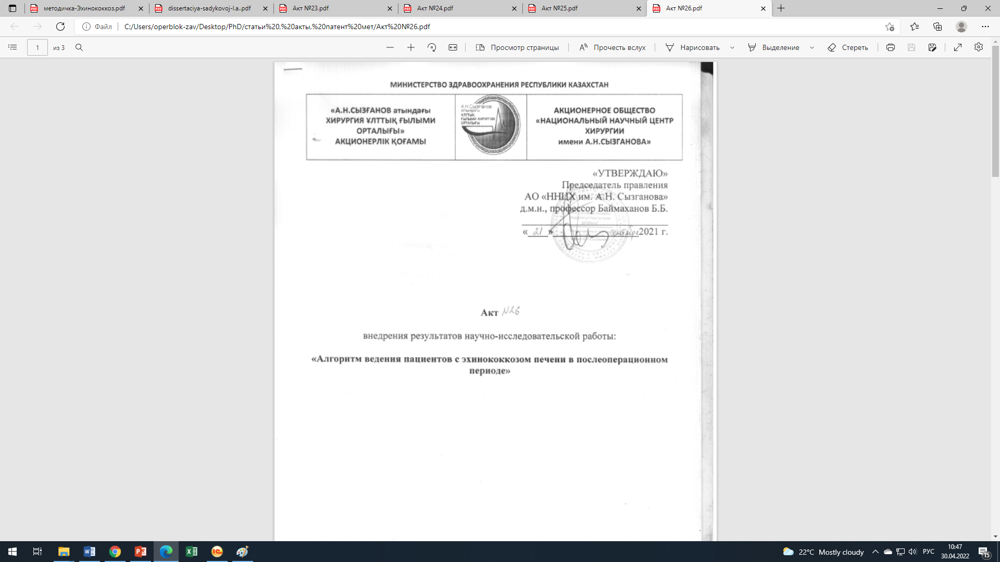 методичка-Эхинококкоз.pdf
dissertaciya-sadykovoj-l.a..pdf
Акт №23.pdf
Акт №24.pdf
Акт №25.pdf
Акт №26.pdf
Файл
C:/Users/operblok-zav/Desktop/PhD/статьи%20,%20акты,%20патент%20мет/Акт%20№26.pdf
1 из 3
Просмотр страницы
Прочесть вслух
Нарисовать
Выделение
Стереть
МИНИСТЕРСТВО ЗДРАВООХРАНЕНИЯ РЕСПУБЛИКИ КАЗАХСТАН
«А.Н.СЫЗҒАНОВ атындағы
ХИРУРГИЯ ҰЛТТЫҚ ҒЫЛЫМИ
ОРТАЛЫҒЫ»
АКЦИОНЕРЛІК ҚОҒАМЫ
А.Н.Сызғанов
атындағы
ҰЛТТЫҚ
ҒЫЛЫМИ ХИРУРГИЯ
ОРТАЛЫҒЫ
АКЦИОНЕРНОЕ ОБЩЕСТВО
«НАЦИОНАЛЬНЫЙ НАУЧНЫЙ ЦЕНТР
ХИРУРГИИ
имени А.Н.СЫЗГАНОВА»
«УТВЕРЖДАЮ»
Председатель правления
АО «ННЦХ им. А.Н. Сызганова»
д.м.н., профессор Баймаханов Б.Б.
«21» сентября 2021 г.
Акт №26
внедрения результатов научно-исследовательской работы:
«Алгоритм ведения пациентов с эхинококкозом печени в послеоперационном
периоде»
22°C Mostly cloudy
РУС
10:47
30.04.2022
15